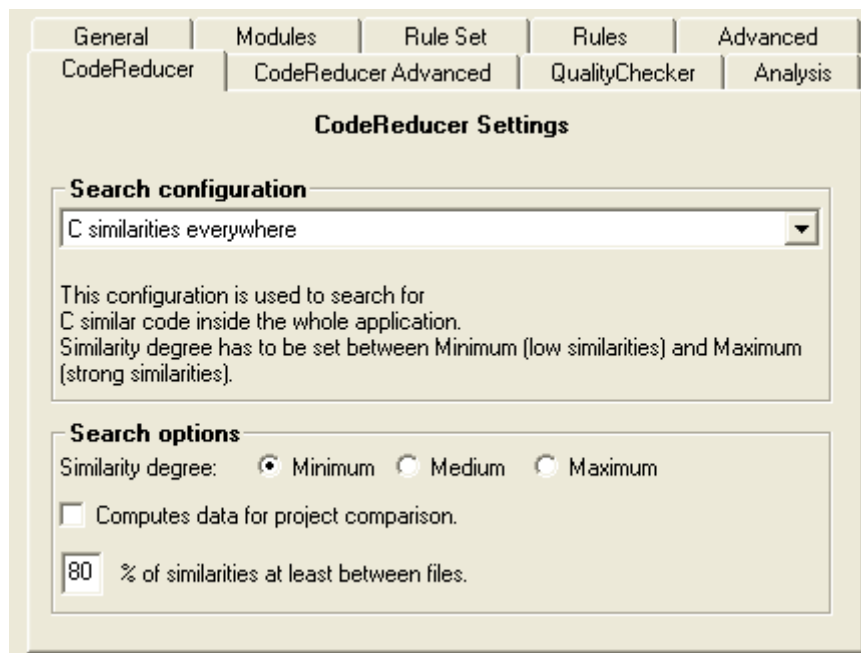 General Modules Rule Set Rules Advanced
CodeReducer CodeReducer Advanced QualityChecker Analysis
CodeReducer Settings
Search configuration
C similarities everywhere
This configuration is used to search for
C similar code inside the whole application.
Similarity degree has to be set between Minimum (low similarities) and Maximum
(strong similarities).
Search options
Similarity degree: Minimum Medium Maximum
Computes data for project comparison.
80 % of similarities at least between files.